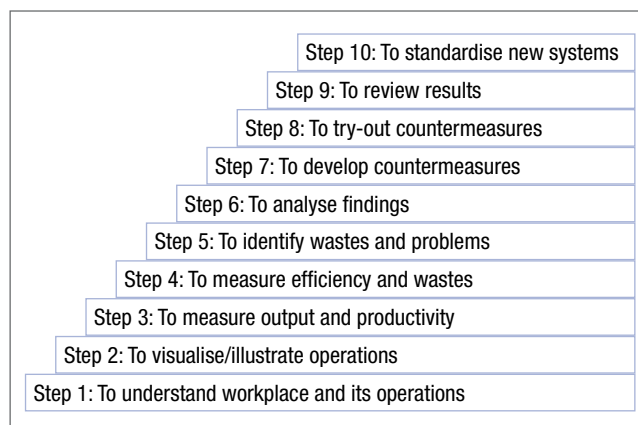 Step 10: To standardise new systems
Step 9: To review results
Step 8: To try-out countermeasures
Step 7: To develop countermeasures
Step 6: To analyse findings
Step 5: To identify wastes and problems
Step 4: To measure efficiency and wastes
Step 3: To measure output and productivity
Step 2: To visualise/illustrate operations
Step 1: To understand workplace and its operations